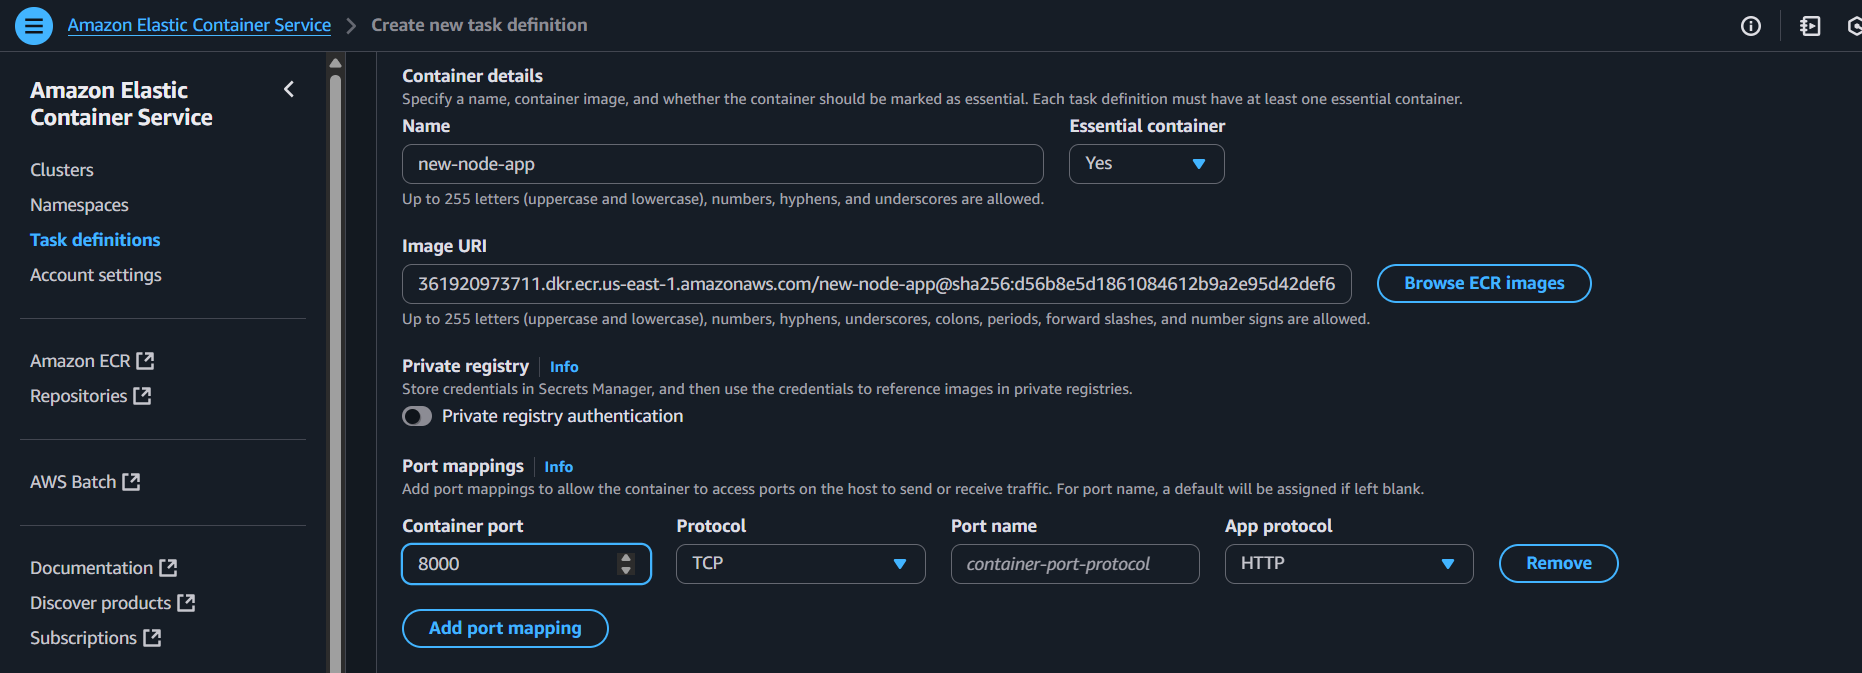 Amazon Elastic Container Service > Create new task definition
Amazon Elastic
Container Service
Clusters
Namespaces
Task definitions
Account settings
Amazon ECR
Repositories
AWS Batch
Documentation
Discover products
Subscriptions
Container details
Specify a name, container image, and whether the container should be marked as essential. Each task definition must have at least one essential container.
Name Essential container
new-node-app Yes
Up to 255 letters (uppercase and lowercase), numbers, hyphens, and underscores are allowed.
Image URI
361920973711.dkr.ecr.us-east-1.amazonaws.com/new-node-app@sha256:d56b8e5d1861084612b9a2e95d42def6 Browse ECR images
Up to 255 letters (uppercase and lowercase), numbers, hyphens, underscores, colons, periods, forward slashes, and number signs are allowed.
Private registry Info
Store credentials in Secrets Manager, and then use the credentials to reference images in private registries.
Private registry authentication
Port mappings Info
Add port mappings to allow the container to access ports on the host to send or receive traffic. For port name, a default will be assigned if left blank.
Container port Protocol Port name App protocol
8000 TCP container-port-protocol HTTP Remove
Add port mapping